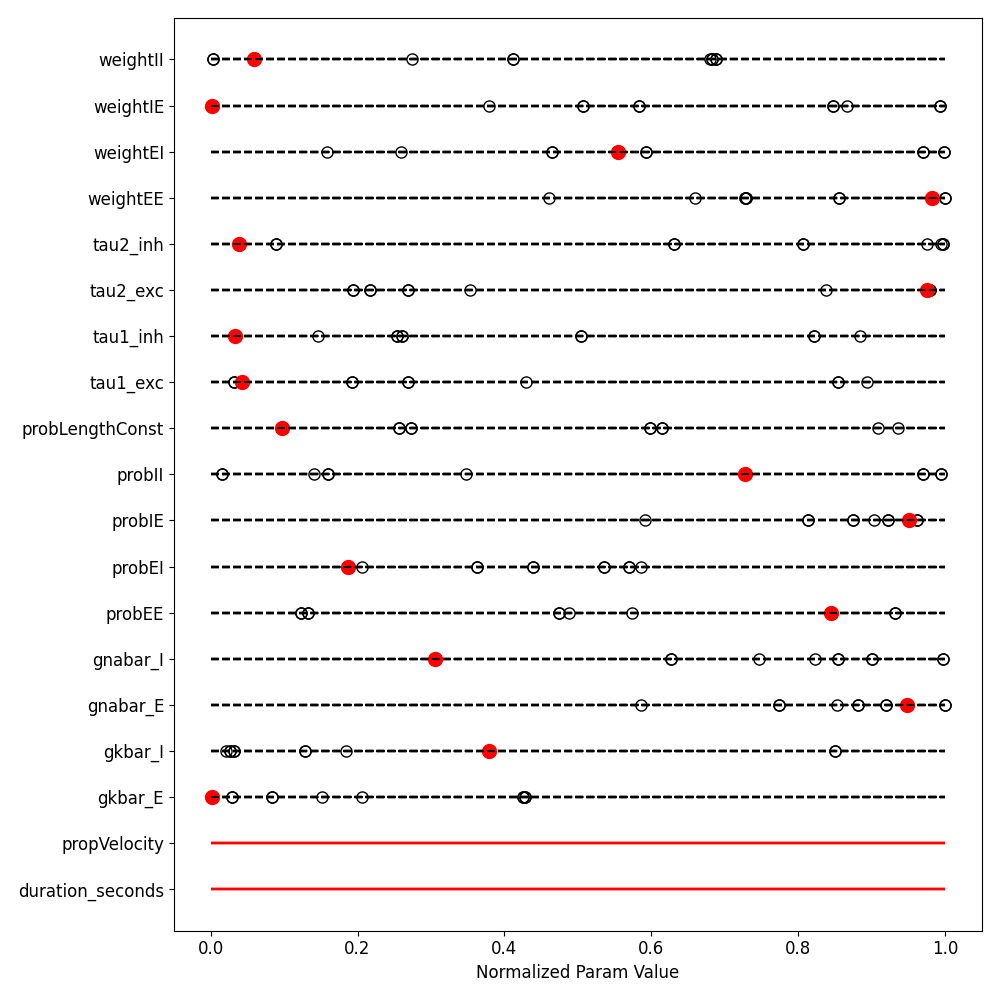 weightII
weightIE
weightEI
weightEE
tau2_inh
tau2_exc
tau1_inh
tau1_exc
probLengthConst
probII
probIE
probEI
probEE
gnabar_I
gnabar_E
gkbar_I
gkbar_E
propVelocity
duration_seconds
0.0 0.2 0.4 0.6 0.8 1.0
Normalized Param Value